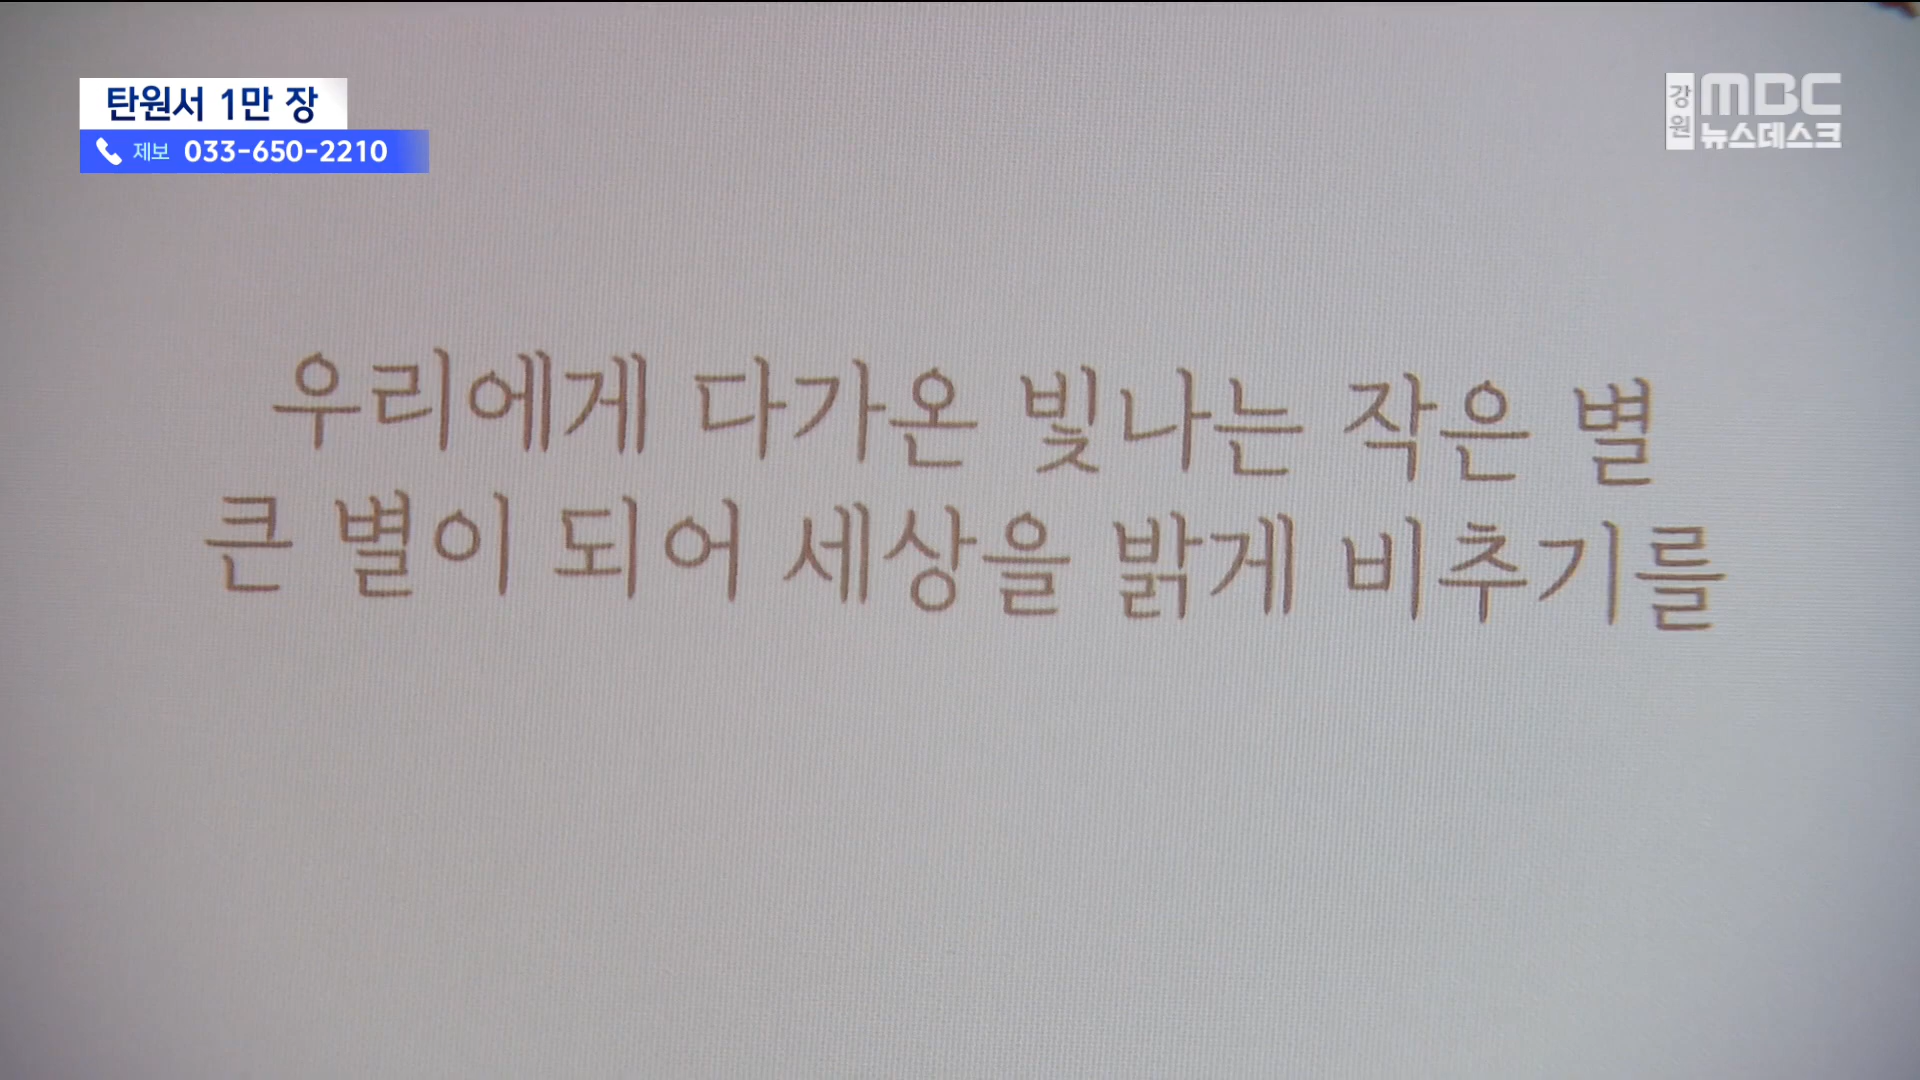 탄원서 1만 장
제보 033-650-2210
강원 MBC
뉴스데스크
우리에게 다가온 빛나는 작은 별
큰 별이 되어 세상을 밝게 비추기를